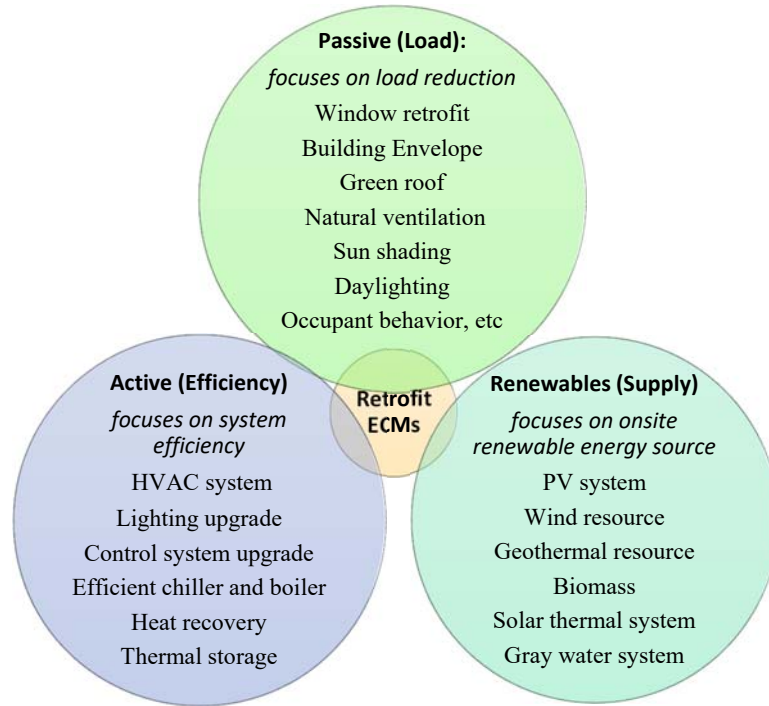 Passive (Load):
focuses on load reduction
Window retrofit
Building Envelope
Green roof
Natural ventilation
Sun shading
Daylighting
Occupant behavior, etc
Retrofit
ECMs
Active (Efficiency)
focuses on system
efficiency
HVAC system
Lighting upgrade
Control system upgrade
Efficient chiller and boiler
Heat recovery
Thermal storage
Renewables (Supply)
focuses on onsite
renewable energy source
PV system
Wind resource
Geothermal resource
Biomass
Solar thermal system
Gray water system